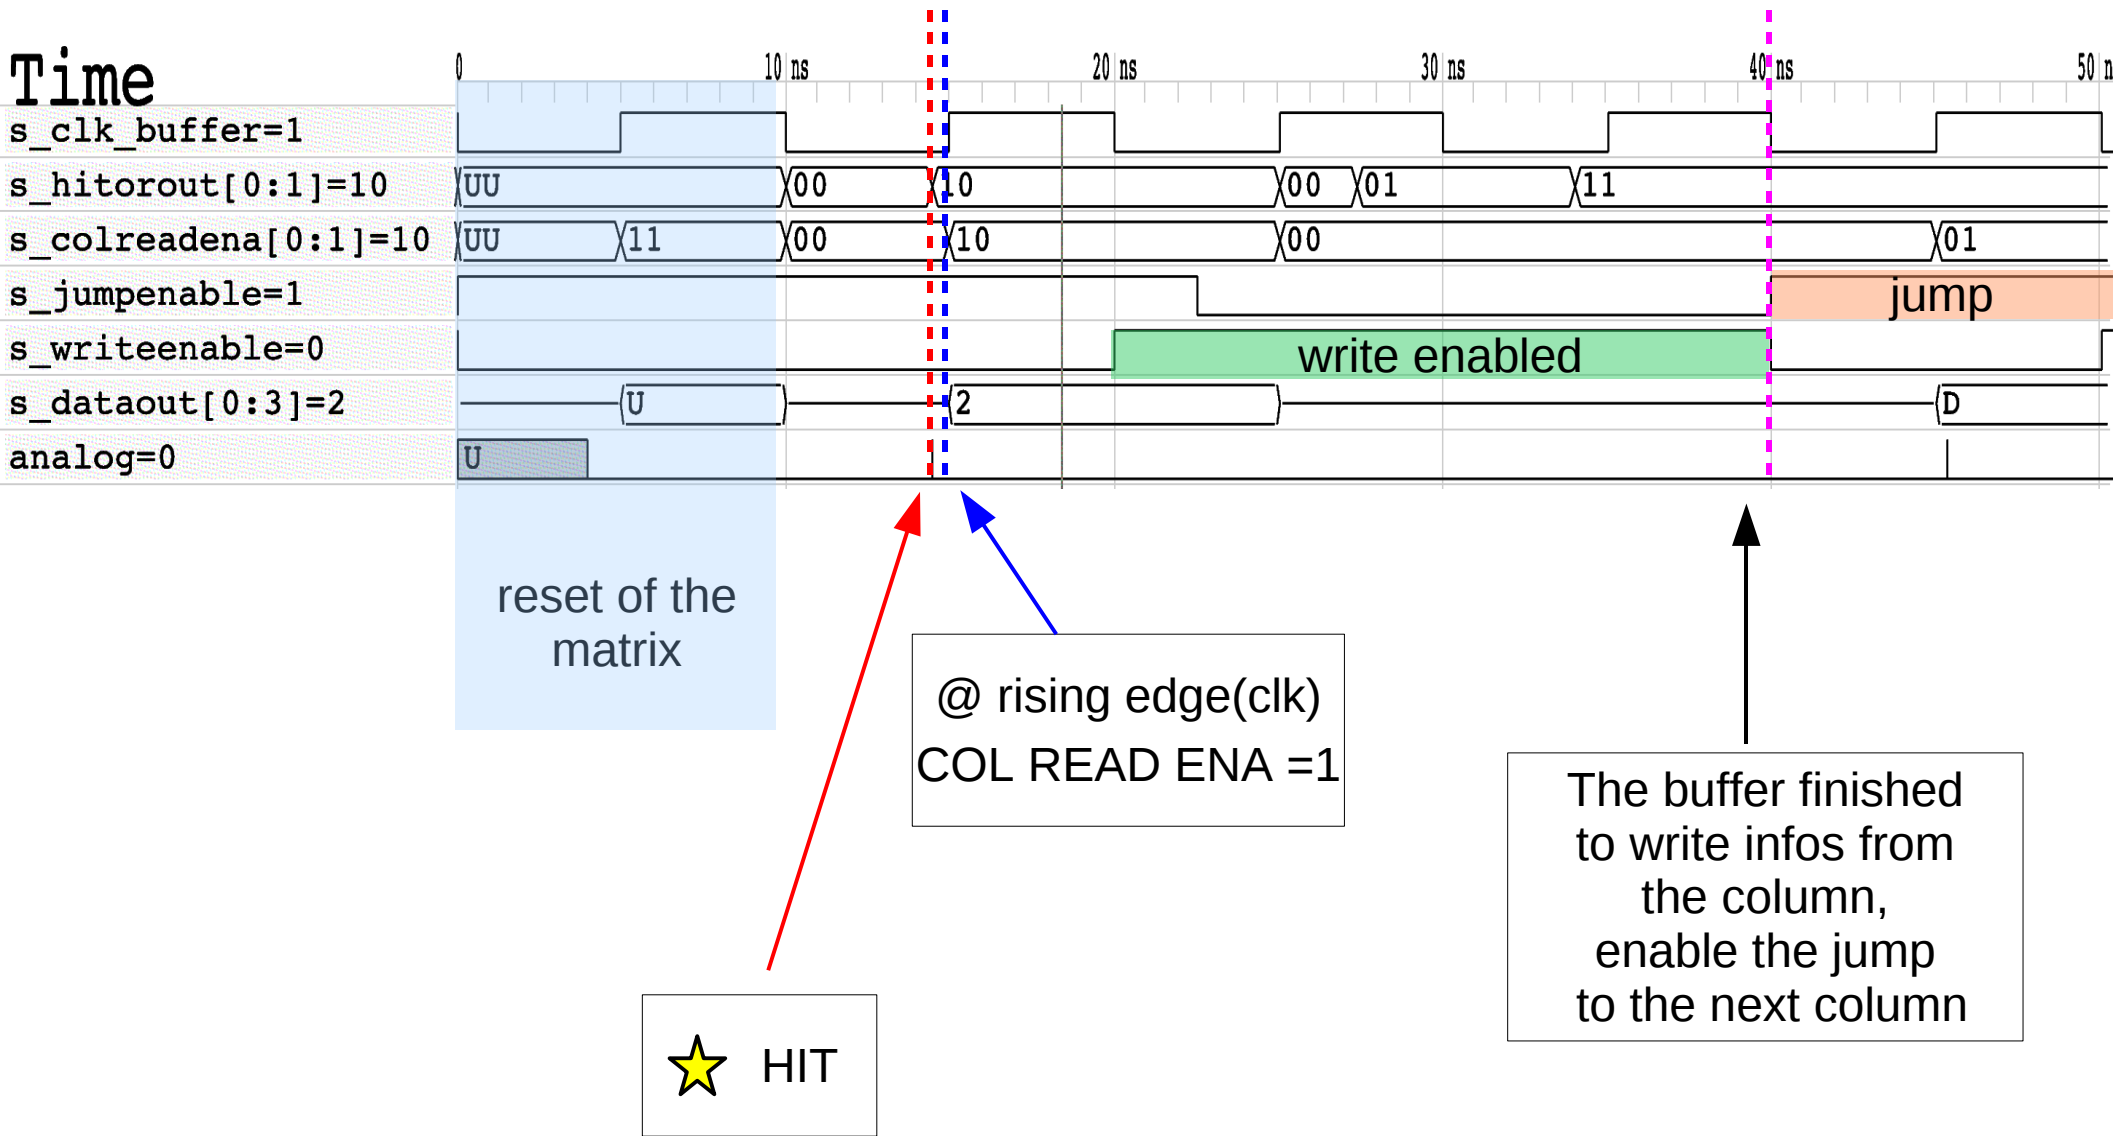 Time
0 10 ns 20 ns 30 ns 40 ns 50 n
s_clk_buffer=1
s_hitorout[0:1]=10 UU 00 10 00 01 11
s_colreadena[0:1]=10 UU 11 00 10 00 01
s_jumpenable=1 jump
s_writeenable=0 write enabled
s_dataout[0:3]=2 U 2 D
analog=0 U
reset of the
matrix
@ rising edge(clk)
COL READ ENA =1
The buffer finished
to write infos from
the column,
enable the jump
to the next column
HIT